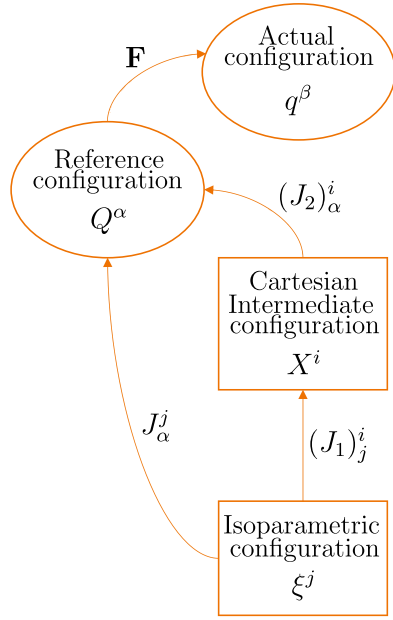 Actual
configuration
q^β
F
Reference
configuration
Q^α
(J_2)^i_α
Cartesian
Intermediate
configuration
X^i
J^j_α
(J_1)^i_j
Isoparametric
configuration
ξ^j